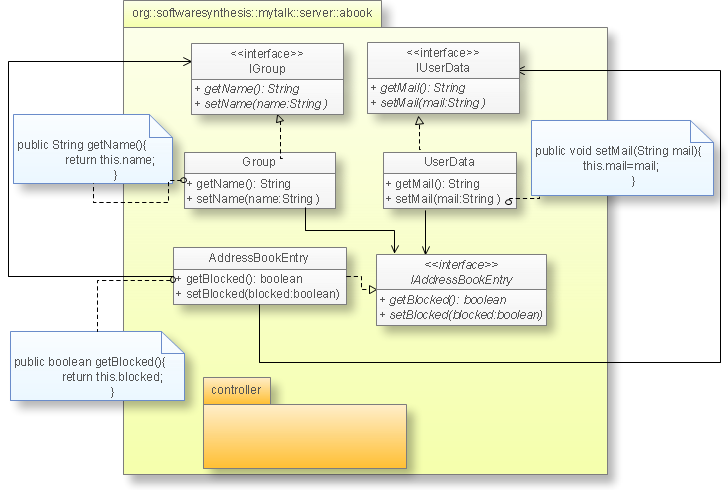 org::softwaresynthesis::mytalk::server::abook
<<interface>>
IGroup
+ getName(): String
+ setName(name:String )
<<interface>>
IUserData
+ getMail(): String
+ setMail(mail:String )
public String getName(){
return this.name;
}
Group
+ getName(): String
+ setName(name:String )
UserData
+ getMail(): String
+ setMail(mail:String )
public void setMail(String mail){
this.mail=mail;
}
AddressBookEntry
+ getBlocked(): boolean
+ setBlocked(blocked:boolean)
<<interface>>
IAddressBookEntry
+ getBlocked(): boolean
+ setBlocked(blocked:boolean)
public boolean getBlocked(){
return this.blocked;
}
controller